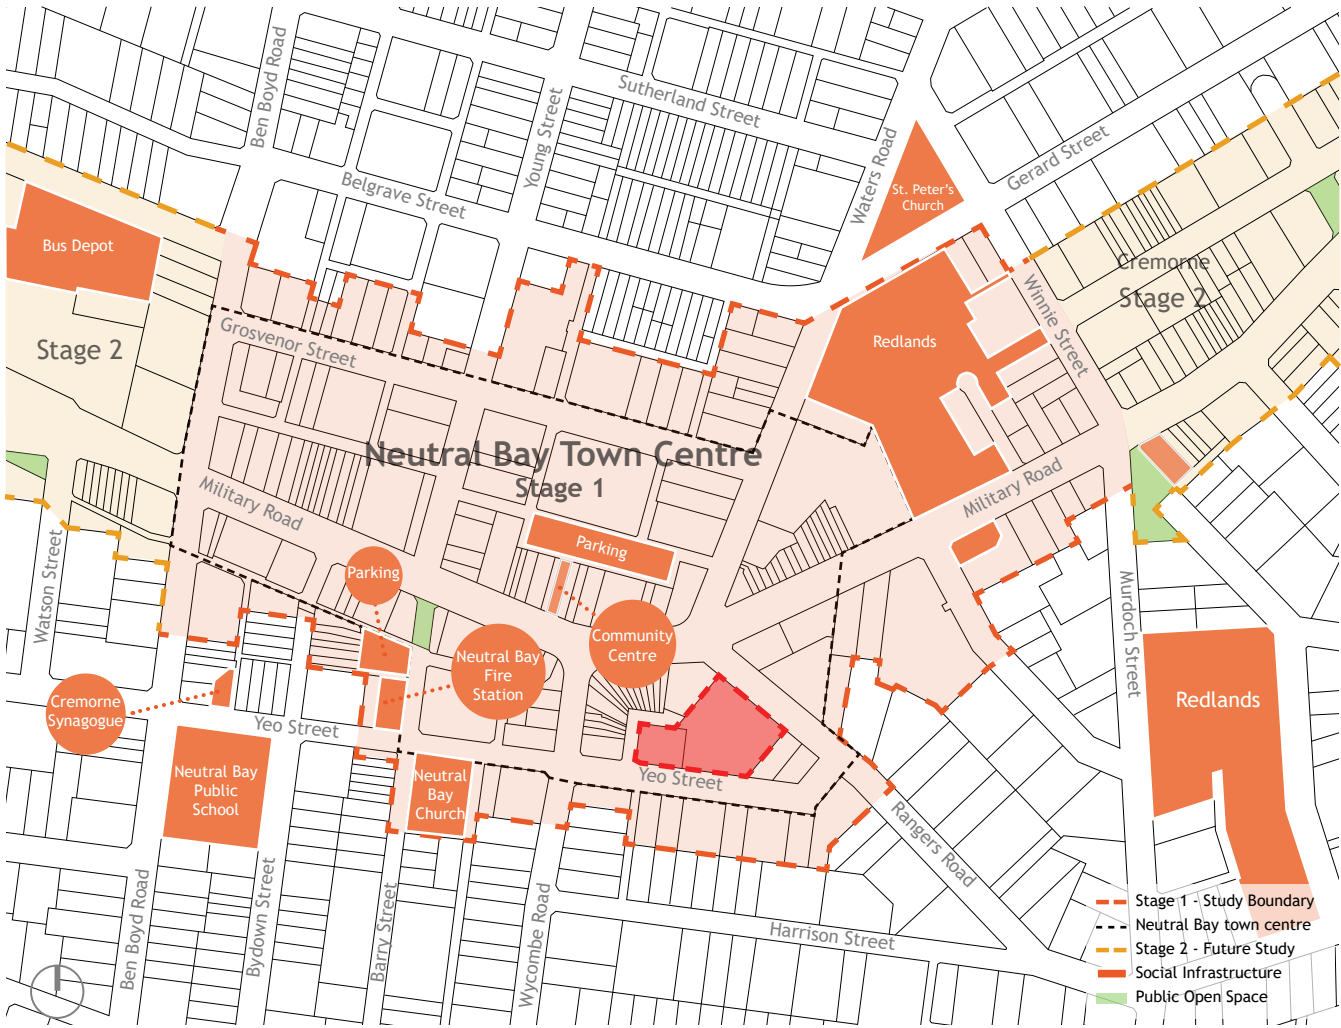 Ben Boyd Road
Sutherland Street
Young Street
Belgrave Street
Waters Road
Gerard Street
St. Peter's
Church
Bus Depot
Cremorne
Stage 2
Winnie Street
Redlands
Stage 2
Grosvenor Street
Neutral Bay Town Centre
Stage 1
Military Road
Military Road
Parking
Parking
Watson Street
Murdoch Street
Community
Centre
Neutral Bay
Fire
Station
Cremorne
Synagogue
Yeo Street
Redlands
Neutral Bay
Public
School
Neutral
Bay
Church
Yeo Street
Rangers Road
Ben Boyd Road
Bydown Street
Barry Street
Wycombe Road
Harrison Street
Stage 1 - Study Boundary
Neutral Bay town centre
Stage 2 - Future Study
Social Infrastructure
Public Open Space